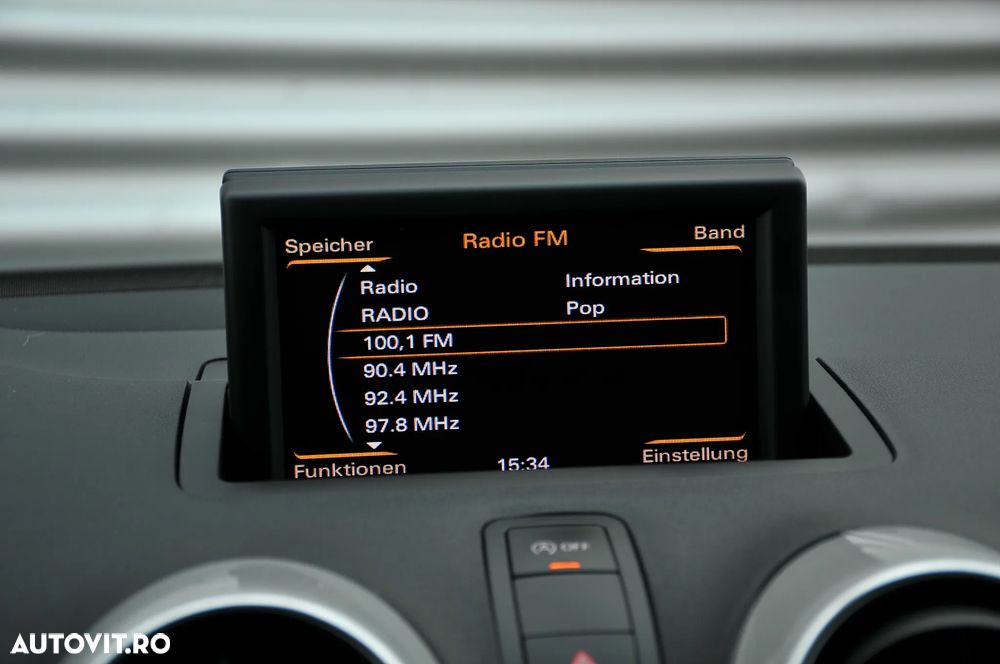 Speicher Radio FM Band
Radio Information
RADIO Pop
100,1 FM
90.4 MHz
92.4 MHz
97.8 MHz
Funktionen 15:34 Einstellung
(A) OFF
AUTOVIT.RO